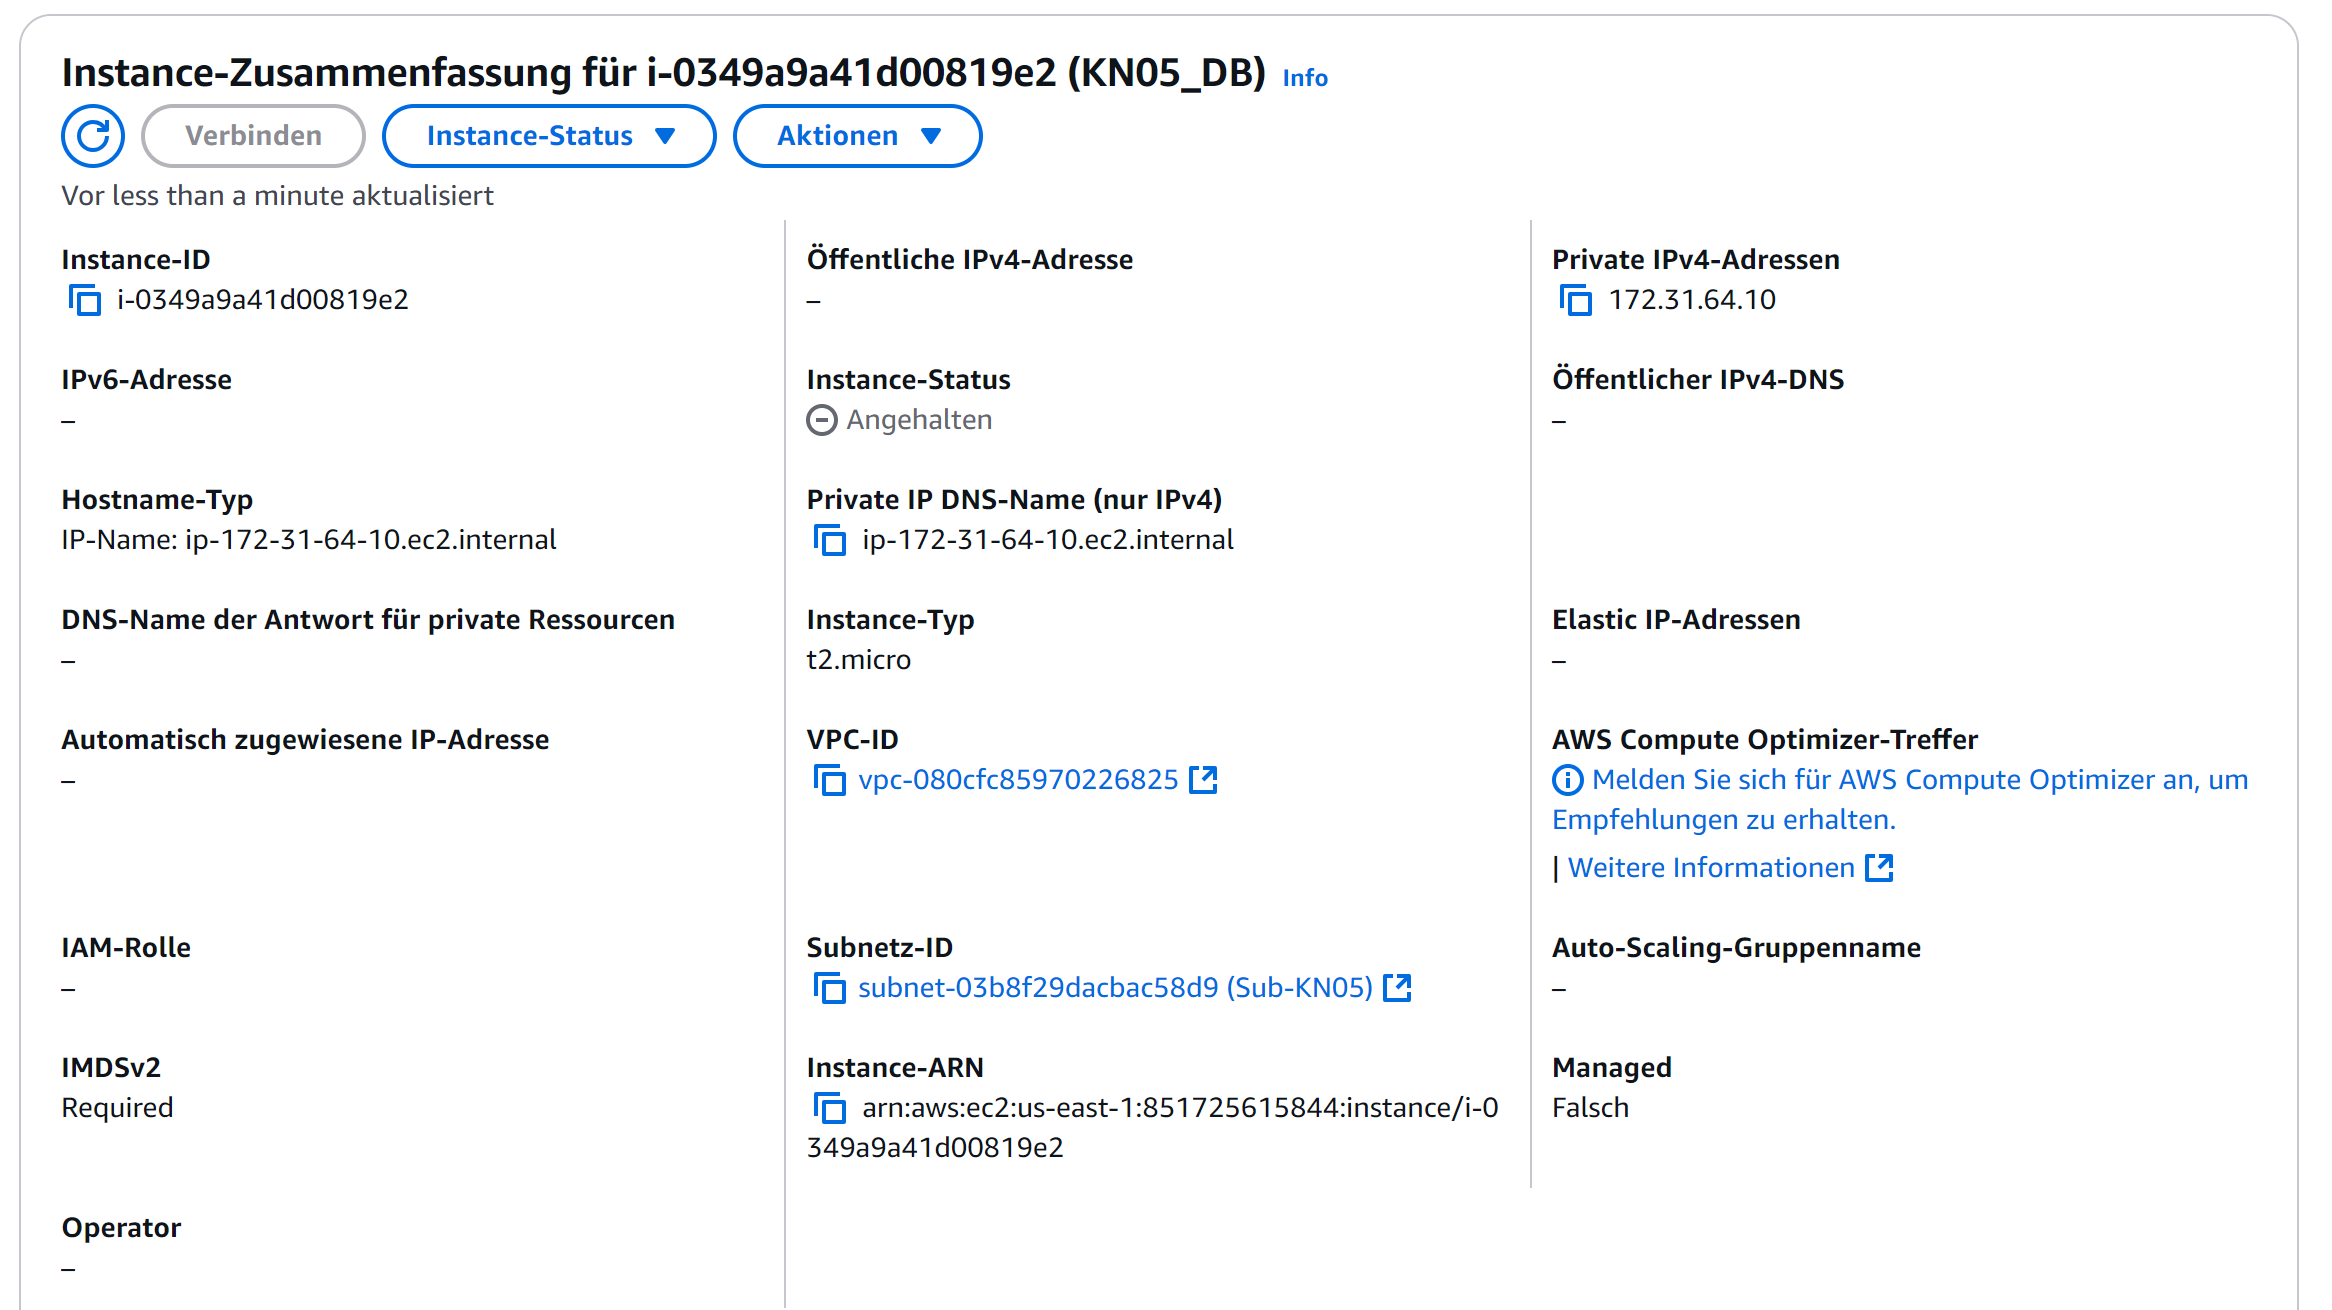 Instance-Zusammenfassung für i-0349a9a41d00819e2 (KN05_DB) Info
Verbinden Instance-Status Aktionen
Vor less than a minute aktualisiert
Instance-ID
i-0349a9a41d00819e2
Öffentliche IPv4-Adresse
–
Private IPv4-Adressen
172.31.64.10
IPv6-Adresse
–
Instance-Status
Angehalten
Öffentlicher IPv4-DNS
–
Hostname-Typ
IP-Name: ip-172-31-64-10.ec2.internal
Private IP DNS-Name (nur IPv4)
ip-172-31-64-10.ec2.internal
DNS-Name der Antwort für private Ressourcen
–
Instance-Typ
t2.micro
Elastic IP-Adressen
–
Automatisch zugewiesene IP-Adresse
–
VPC-ID
vpc-080cfc85970226825
AWS Compute Optimizer-Treffer
Melden Sie sich für AWS Compute Optimizer an, um
Empfehlungen zu erhalten.
| Weitere Informationen
IAM-Rolle
–
Subnetz-ID
subnet-03b8f29dacbac58d9 (Sub-KN05)
Auto-Scaling-Gruppenname
–
IMDSv2
Required
Instance-ARN
arn:aws:ec2:us-east-1:851725615844:instance/i-0
349a9a41d00819e2
Managed
Falsch
Operator
–